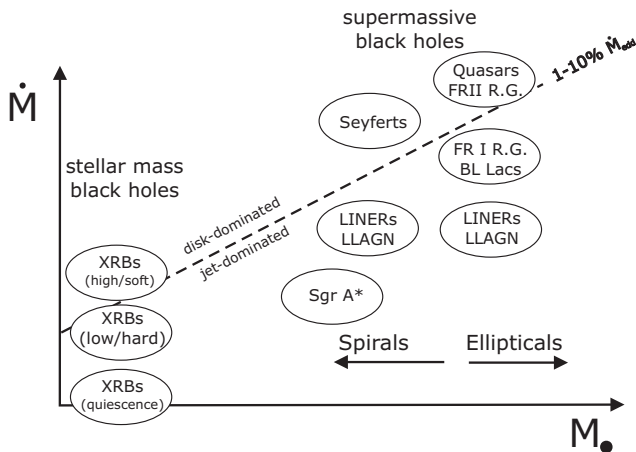 supermassive
black holes
1-10% Ṁedd
Ṁ
Quasars
FRII R.G.
Seyferts
stellar mass
black holes
FR I R.G.
BL Lacs
disk-dominated
jet-dominated
LINERs
LLAGN
LINERs
LLAGN
XRBs
(high/soft)
Sgr A*
XRBs
(low/hard)
Spirals
Ellipticals
XRBs
(quiescence)
M●